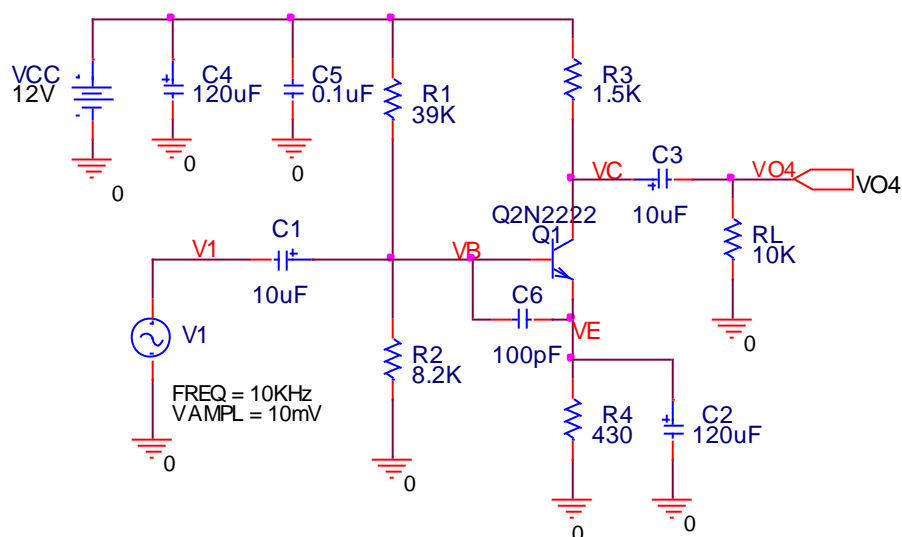 VCC
12V
0
C4
120uF
0
C5
0.1uF
0
R1
39K
R3
1.5K
VC
C3
10uF
VO4
VO4
RL
10K
0
Q2N2222
Q1
V1
C1
10uF
VB
C6
100pF
VE
V1
FREQ = 10KHz
VAMPL = 10mV
0
R2
8.2K
0
R4
430
0
C2
120uF
0